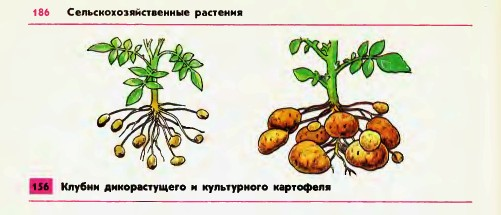 186 Сельскохозяйственные растения
156 Клубни дикорастущего и культурного картофеля